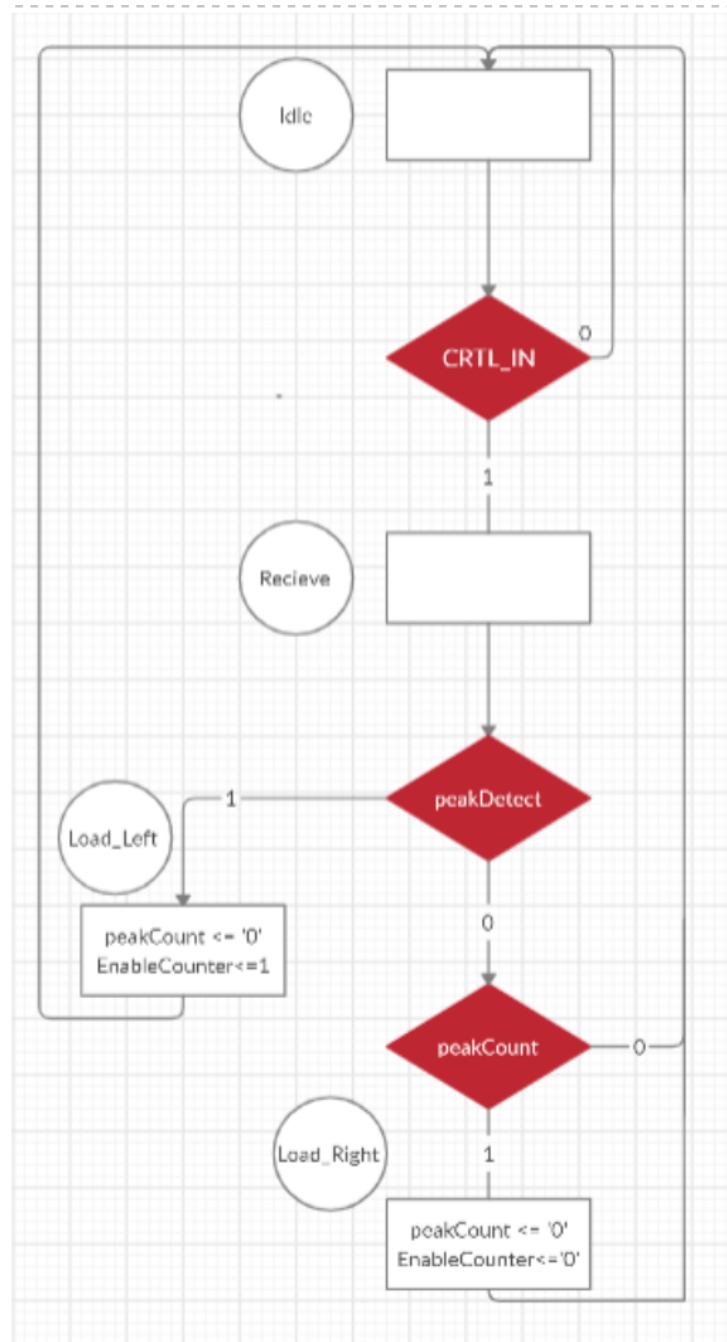 Idle
0
CRTL_IN
1
Recieve
peakDetect
1
Load_Left
peakCount <= '0'
EnableCounter<=1
0
peakCount
0
Load_Right
1
peakCount <= '0'
EnableCounter<='0'